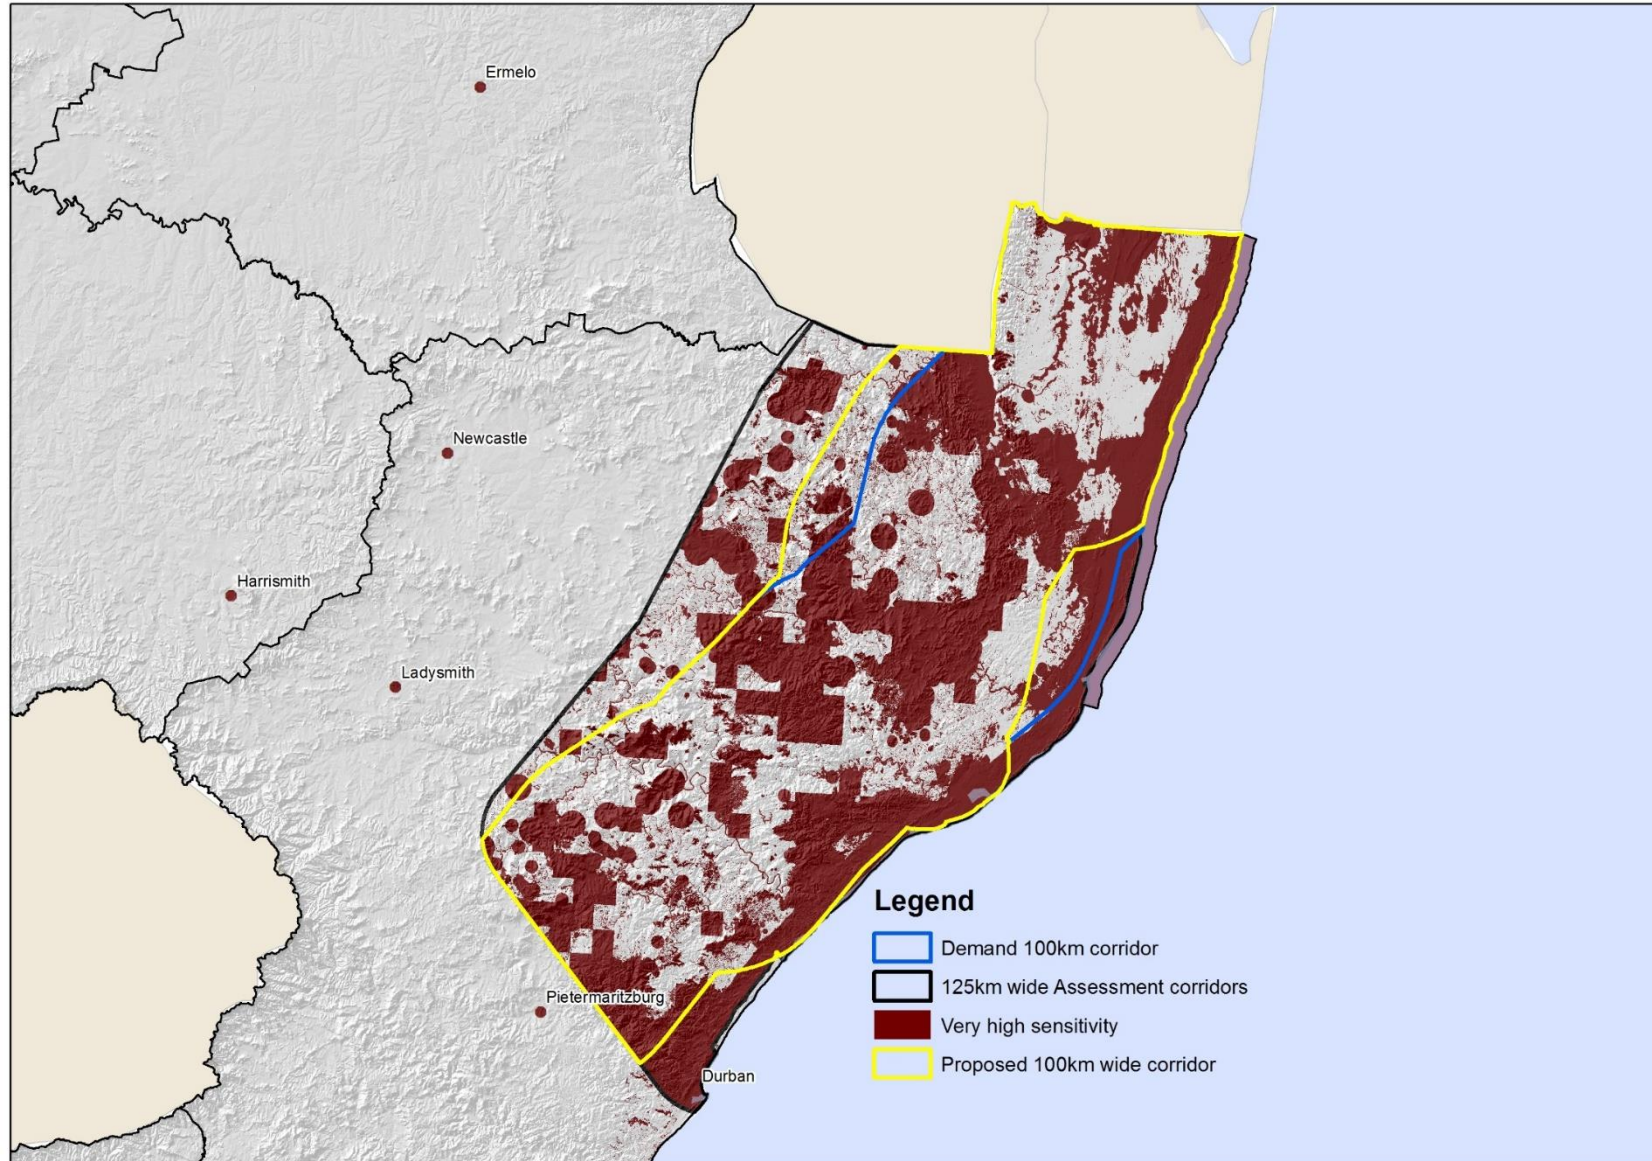 Ermelo
Newcastle
Harrismith
Ladysmith
Pietermaritzburg
Durban
Legend
Demand 100km corridor
125km wide Assessment corridors
Very high sensitivity
Proposed 100km wide corridor